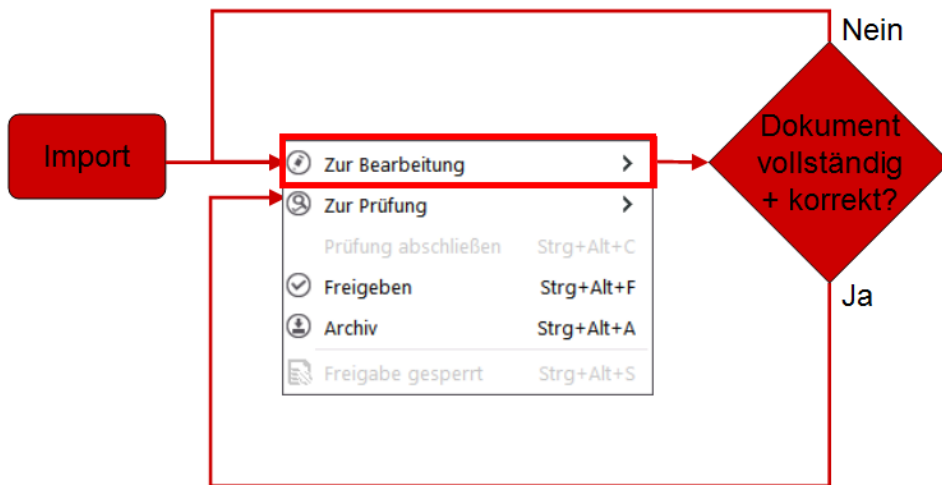 Nein
Import
Zur Bearbeitung
Zur Prüfung
Prüfung abschließen Strg+Alt+C
Freigeben Strg+Alt+F
Archiv Strg+Alt+A
Freigabe gesperrt Strg+Alt+S
Dokument
vollständig
+ korrekt?
Ja